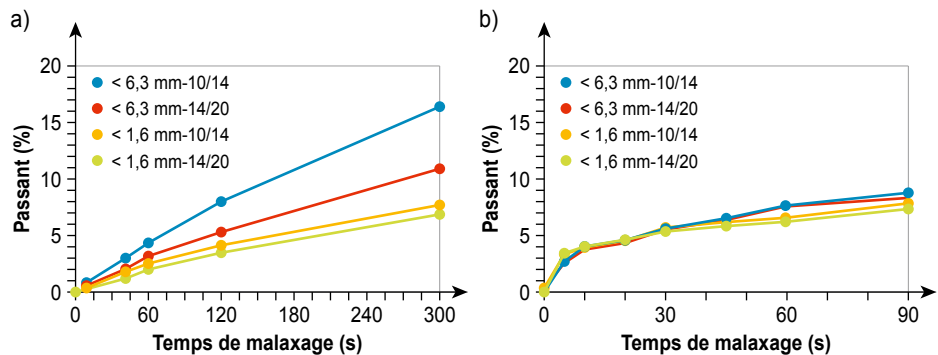 a)
20
15
10
5
0
Passant (%)
< 6,3 mm-10/14
< 6,3 mm-14/20
< 1,6 mm-10/14
< 1,6 mm-14/20
0 60 120 180 240 300
Temps de malaxage (s)
b)
20
15
10
5
0
Passant (%)
< 6,3 mm-10/14
< 6,3 mm-14/20
< 1,6 mm-10/14
< 1,6 mm-14/20
0 30 60 90
Temps de malaxage (s)